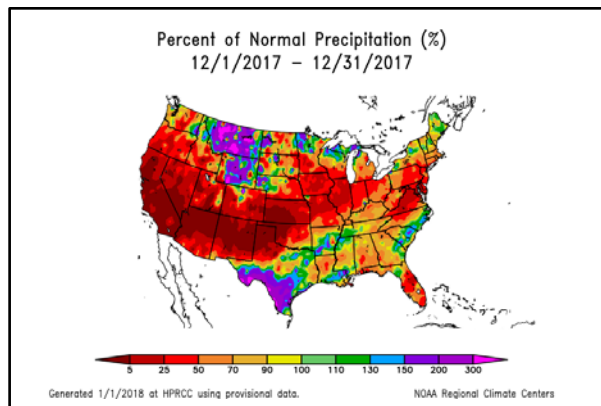 Percent of Normal Precipitation (%)
12/1/2017 – 12/31/2017
5 25 50 70 90 100 110 130 150 200 300
Generated 1/1/2018 at HPRCC using provisional data. NOAA Regional Climate Centers